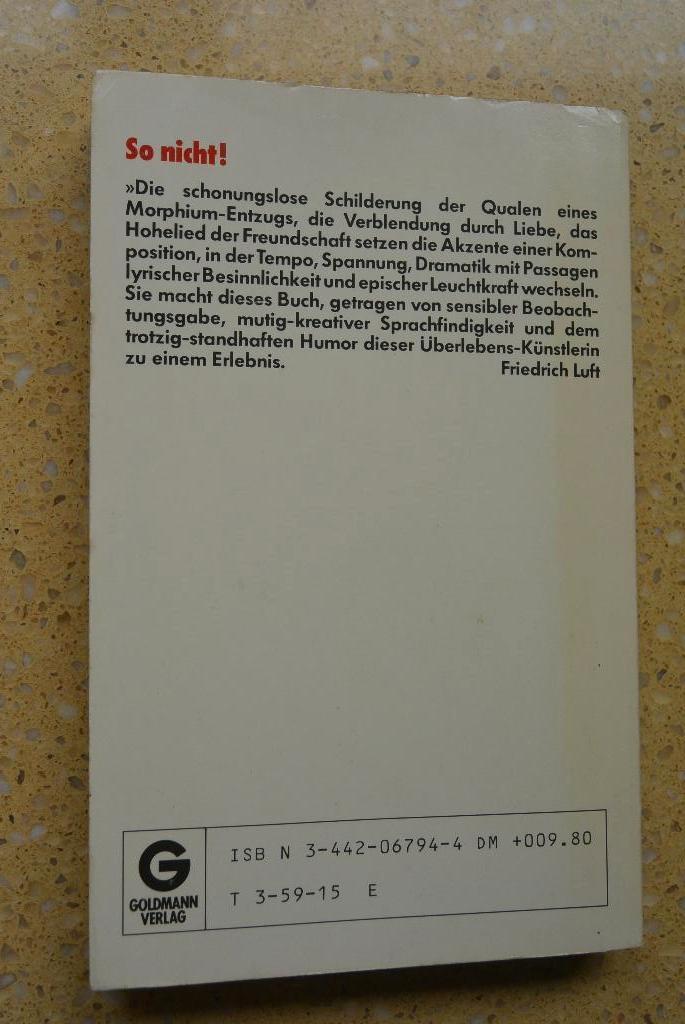 So nicht!
»Die schonungslose Schilderung der Qualen eines
Morphium-Entzugs, die Verblendung durch Liebe, das
Hohelied der Freundschaft setzen die Akzente einer Kom-
position, in der Tempo, Spannung, Dramatik mit Passagen
lyrischer Besinnlichkeit und epischer Leuchtkraft wechseln.
Sie macht dieses Buch, getragen von sensibler Beobach-
tungsgabe, mutig-kreativer Sprachfindigkeit und dem
trotzig-standhaften Humor dieser Überlebens-Künstlerin
zu einem Erlebnis. Friedrich Luft
G
GOLDMANN
VERLAG
ISB N 3-442-06794-4 DM +009.80
T 3-59-15 E